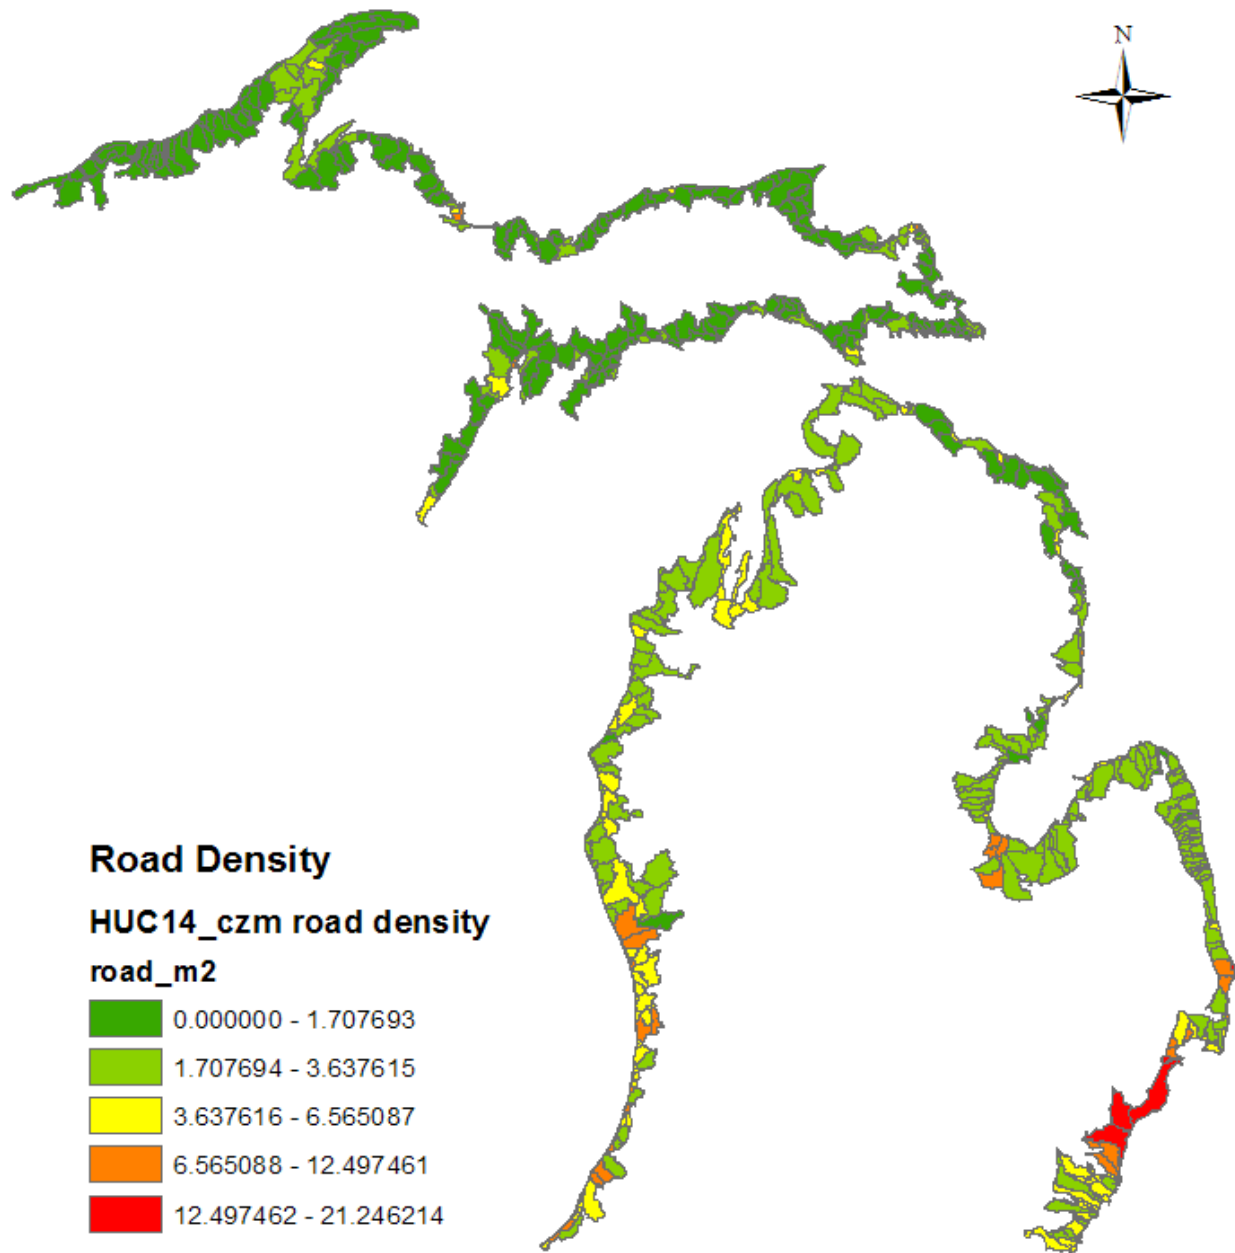 N
Road Density
HUC14_czm road density
road_m2
0.000000 - 1.707693
1.707694 - 3.637615
3.637616 - 6.565087
6.565088 - 12.497461
12.497462 - 21.246214